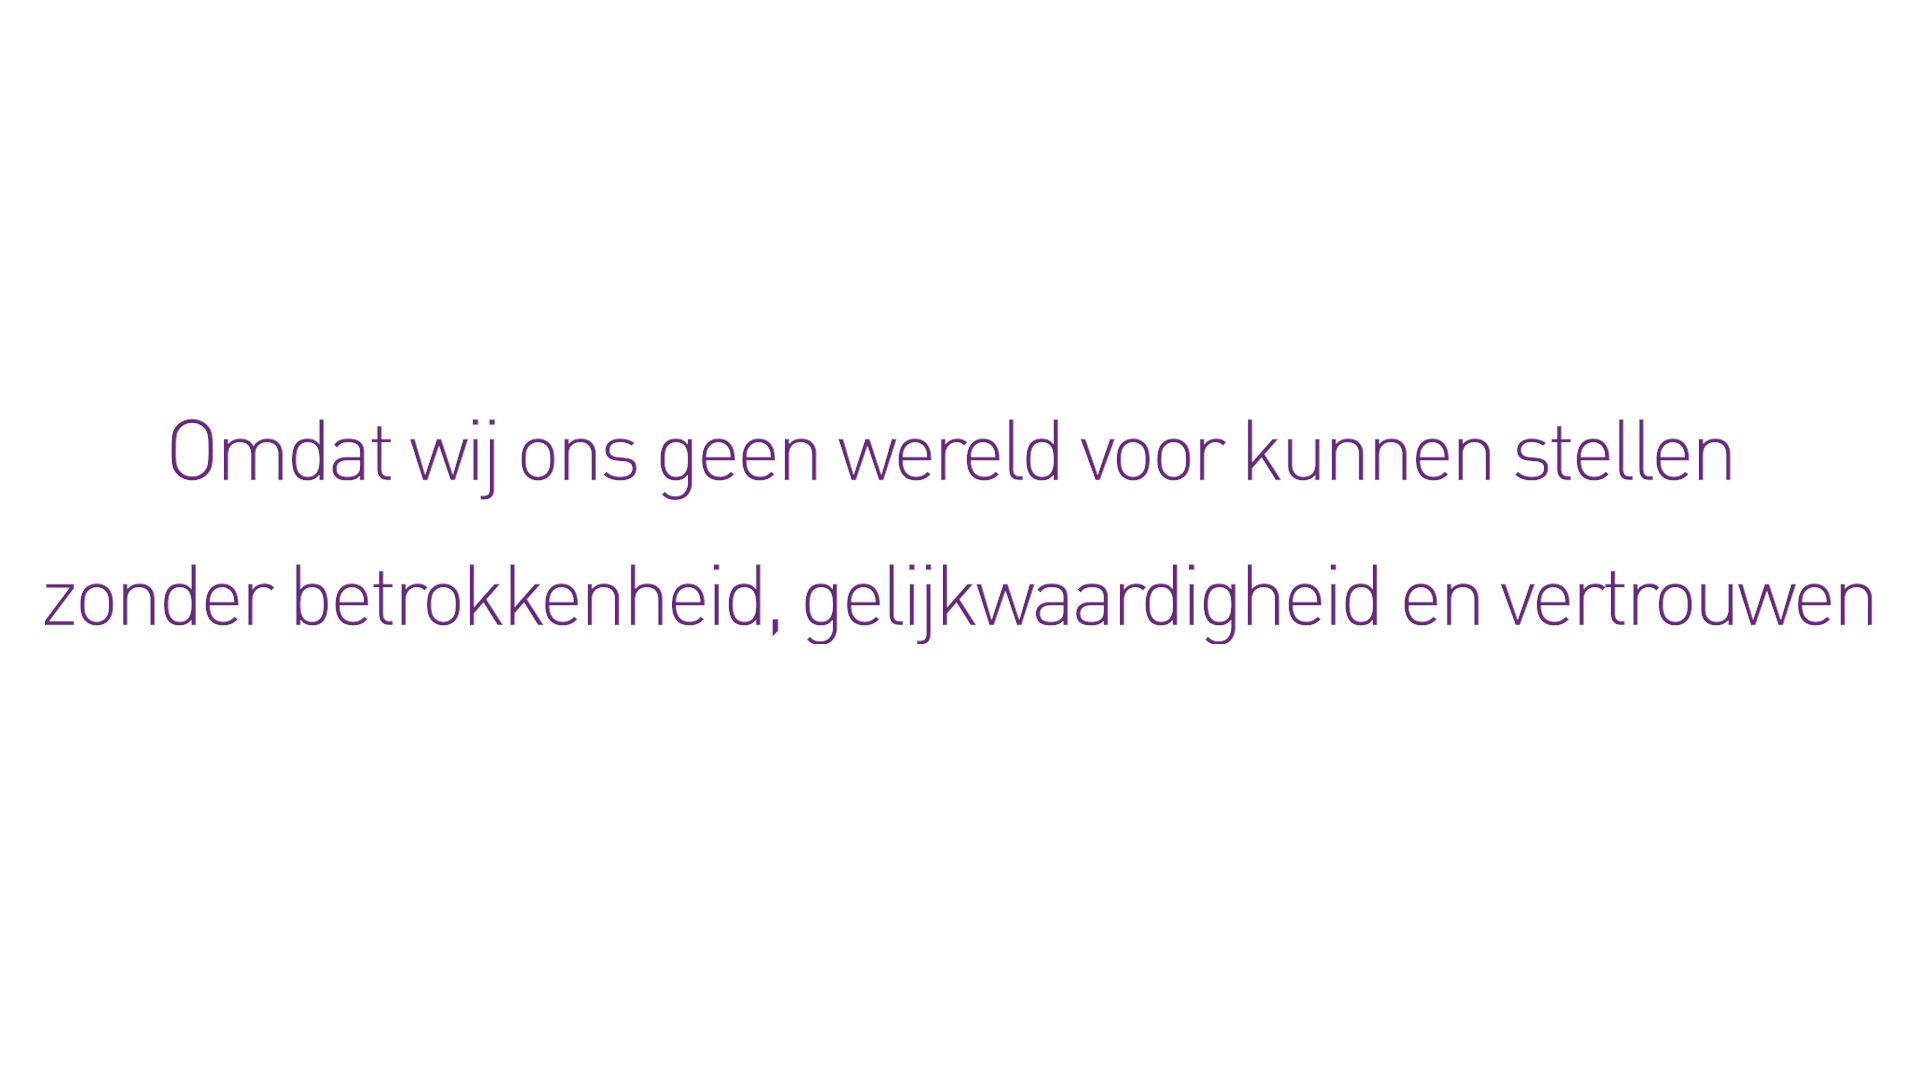 Omdat wij ons geen wereld voor kunnen stellen
zonder betrokkenheid, gelijkwaardigheid en vertrouwen